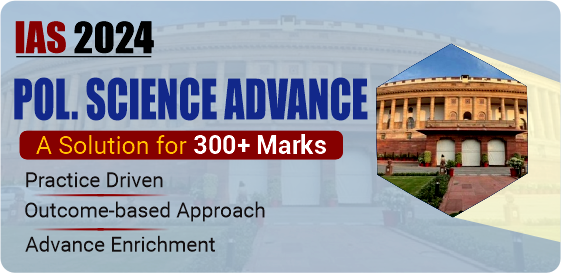 IAS 2024
POL. SCIENCE ADVANCE
A Solution for 300+ Marks
Practice Driven
Outcome-based Approach
Advance Enrichment